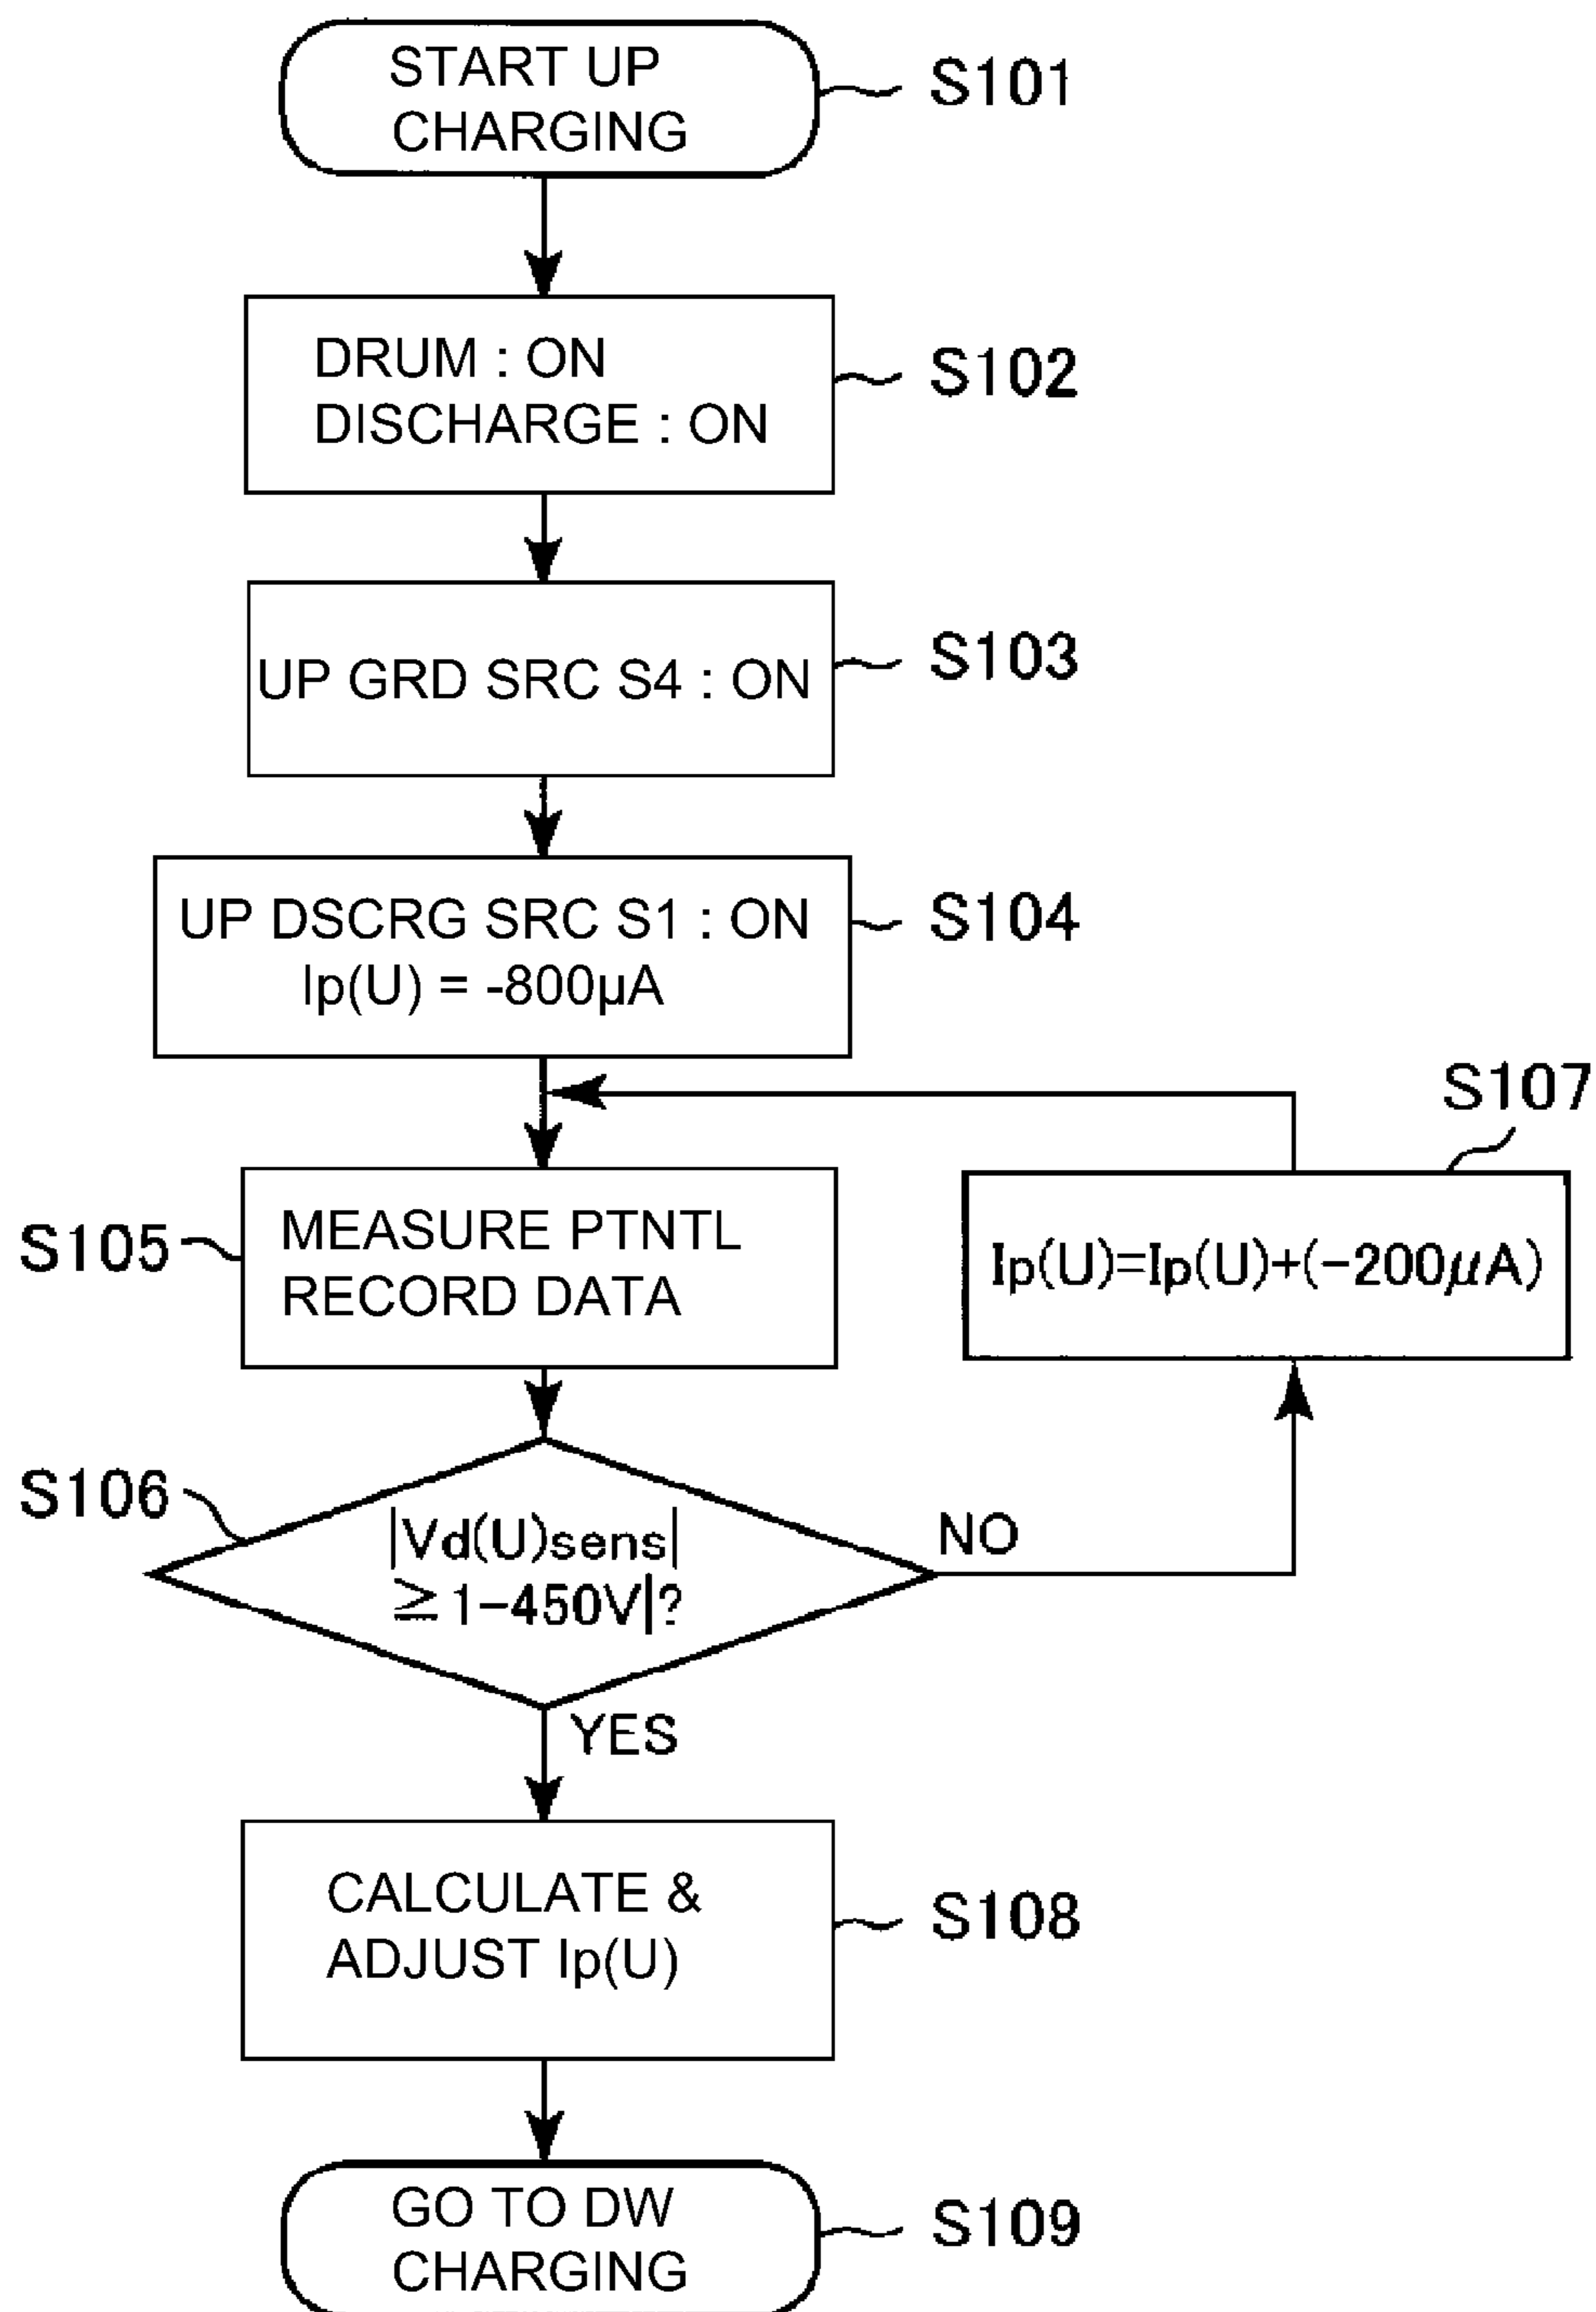 START UP
CHARGING
S101
DRUM : ON
DISCHARGE : ON
S102
UP GRD SRC S4 : ON
S103
UP DSCRG SRC S1 : ON
Ip(U) = -800µA
S104
S107
Ip(U)=Ip(U)+(-200μA)
S105
MEASURE PTNTL
RECORD DATA
S106
|Vd(U)sens|
≧1-450V|?
NO
YES
CALCULATE &
ADJUST Ip(U)
S108
GO TO DW
CHARGING
S109